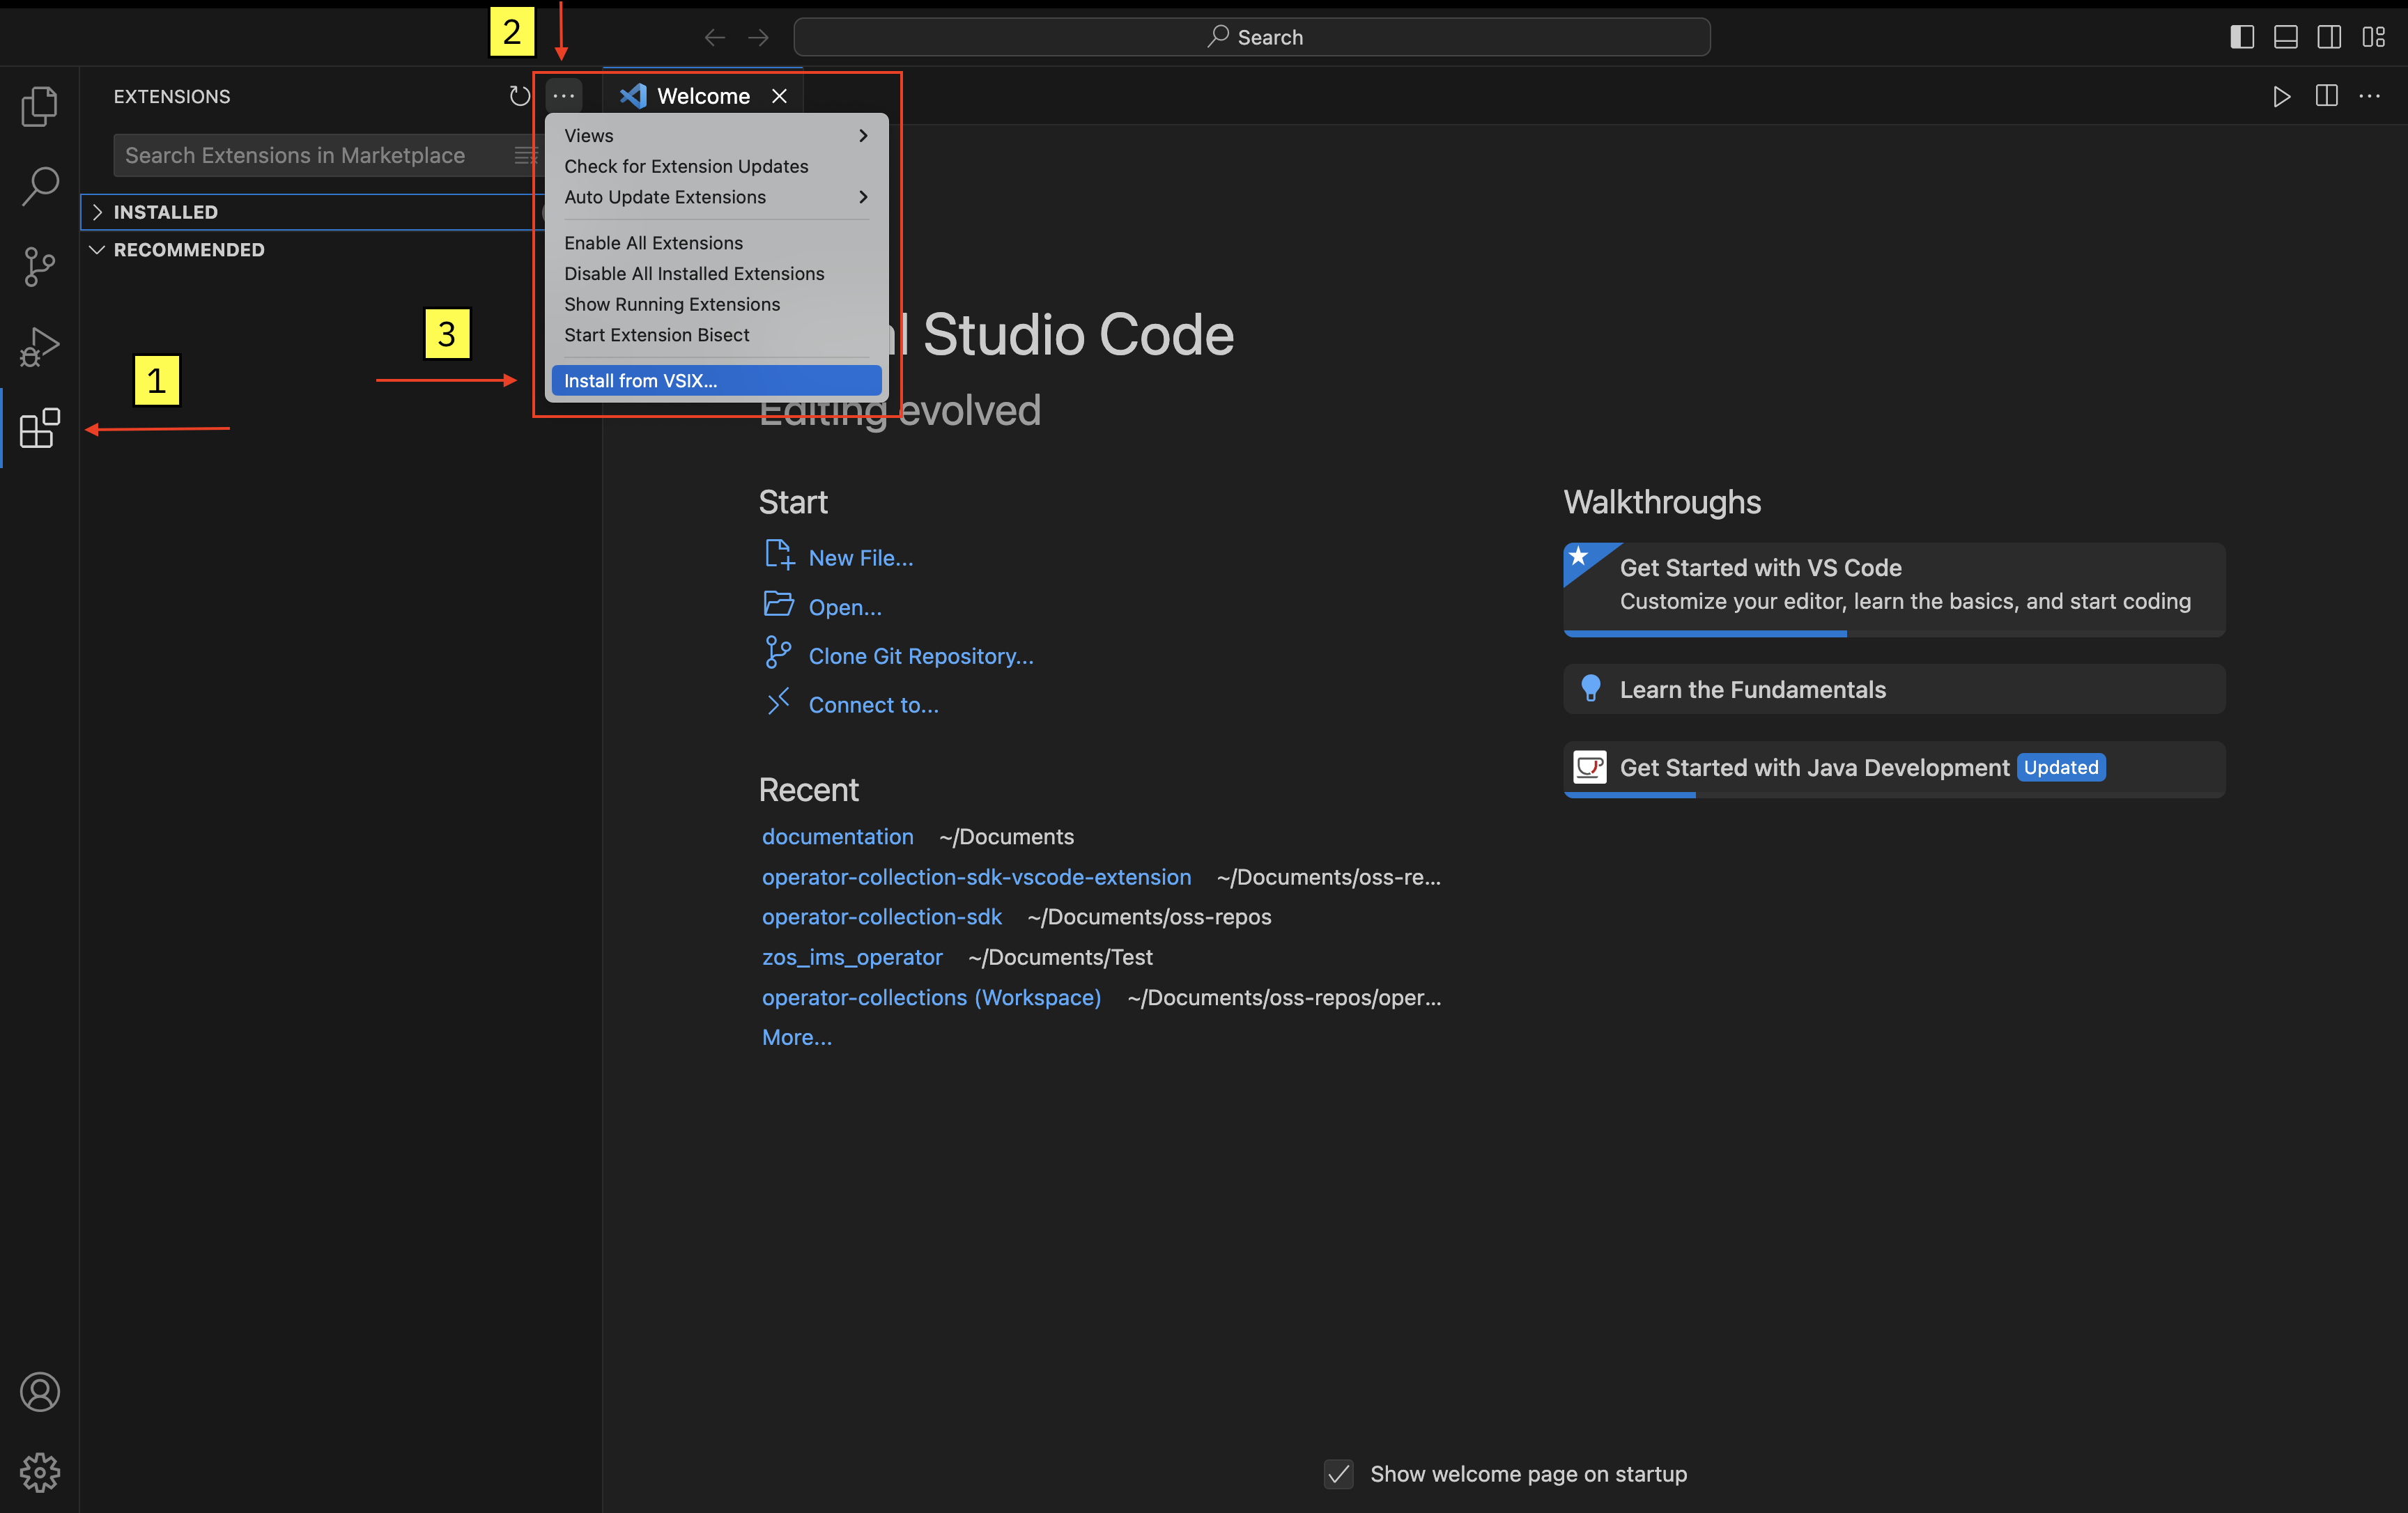 2
Search
EXTENSIONS
Welcome
Search Extensions in Marketplace
INSTALLED
RECOMMENDED
Views
Check for Extension Updates
Auto Update Extensions
Enable All Extensions
Disable All Installed Extensions
Show Running Extensions
Start Extension Bisect
Install from VSIX...
3
1
Studio Code
Editing evolved
Start
New File...
Open...
Clone Git Repository...
Connect to...
Recent
documentation ~/Documents
operator-collection-sdk-vscode-extension ~/Documents/oss-re...
operator-collection-sdk ~/Documents/oss-repos
zos_ims_operator ~/Documents/Test
operator-collections (Workspace) ~/Documents/oss-repos/oper...
More...
Walkthroughs
Get Started with VS Code
Customize your editor, learn the basics, and start coding
Learn the Fundamentals
Get Started with Java Development Updated
Show welcome page on startup